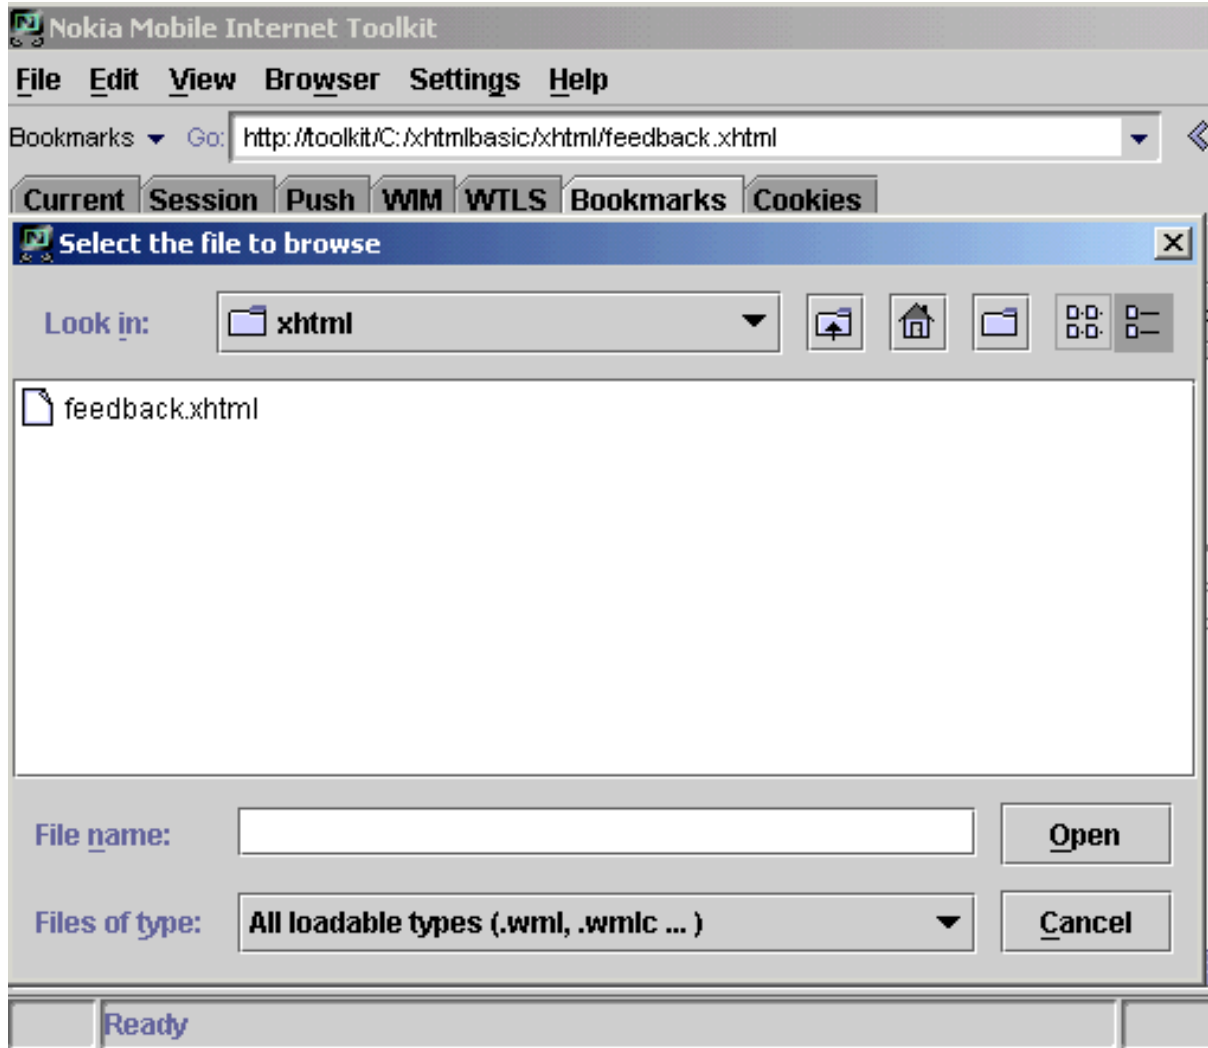 Nokia Mobile Internet Toolkit
File Edit View Browser Settings Help
Bookmarks Go: http://toolkit/C:/xhtmlbasic/xhtml/feedback.xhtml
Current Session Push WIM WTLS Bookmarks Cookies
Select the file to browse
Look in: xhtml
feedback.xhtml
File name: Open
Files of type: All loadable types (.wml, .wmlc ... ) Cancel
Ready